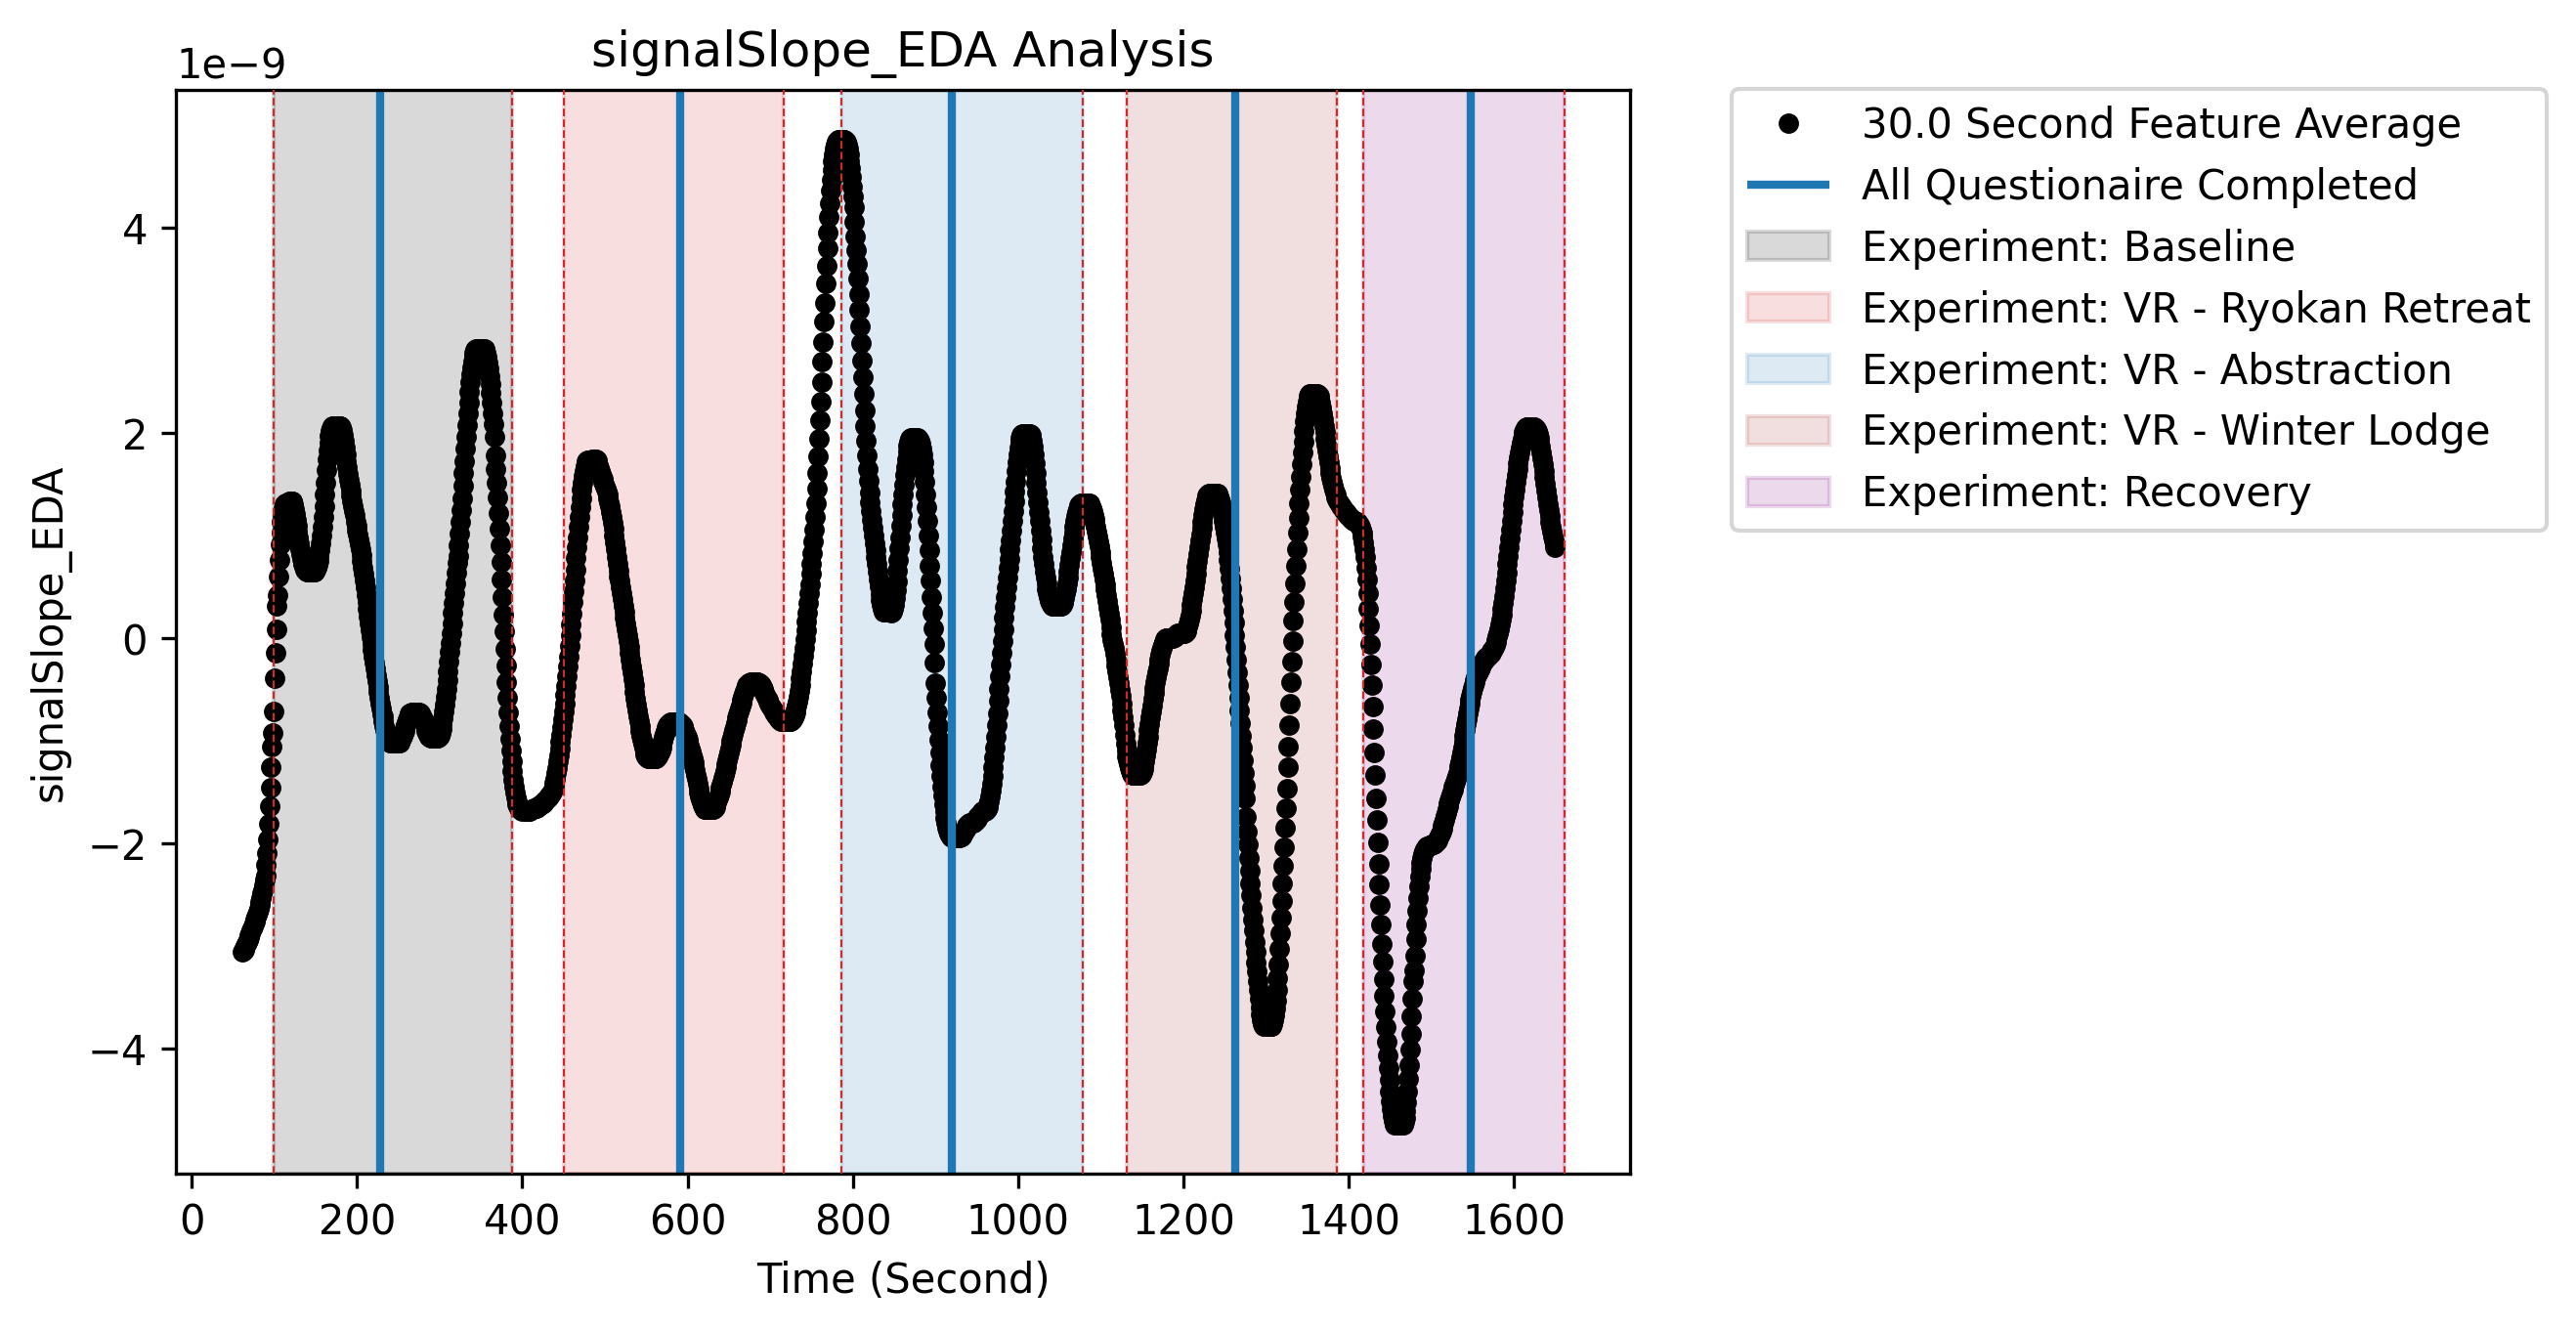 signalSlope_EDA Analysis
1e−9
4
2
0
−2
−4
signalSlope_EDA
0 200 400 600 800 1000 1200 1400 1600
Time (Second)
30.0 Second Feature Average
All Questionaire Completed
Experiment: Baseline
Experiment: VR - Ryokan Retreat
Experiment: VR - Abstraction
Experiment: VR - Winter Lodge
Experiment: Recovery